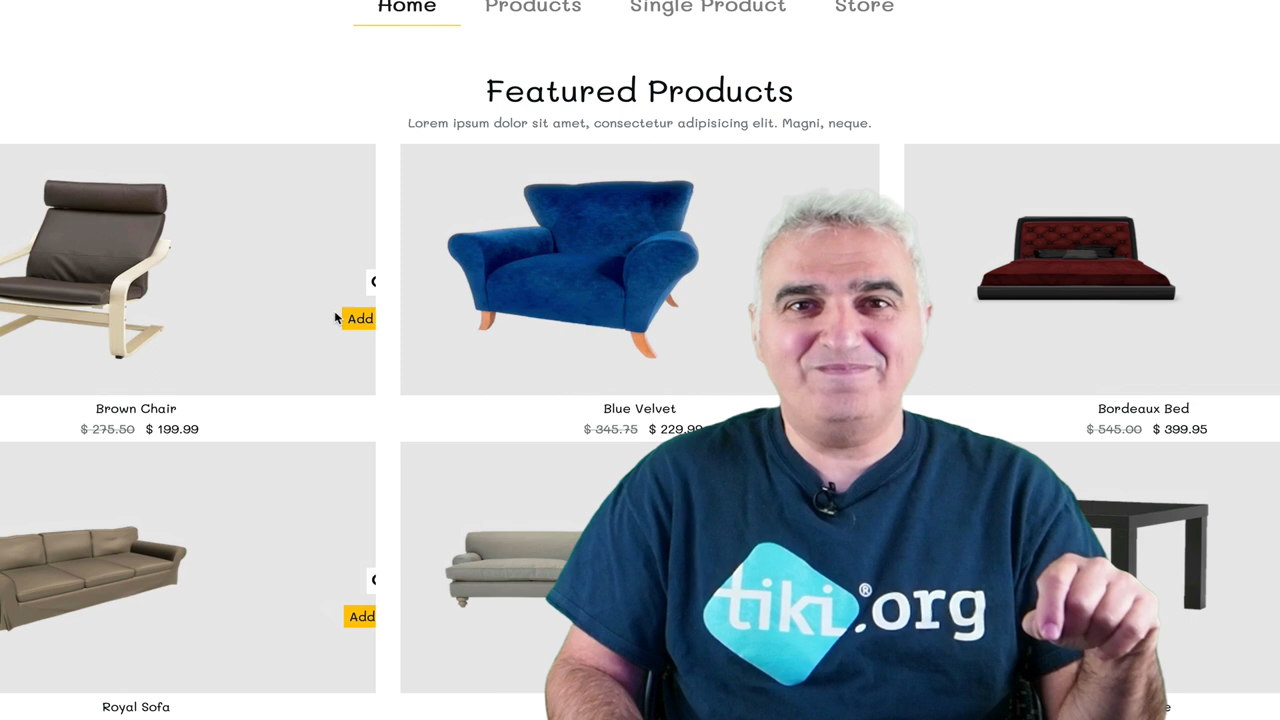 Home Products Single Product Store
Featured Products
Lorem ipsum dolor sit amet, consectetur adipisicing elit. Magni, neque.
Add
Brown Chair
$ 275.50 $ 199.99
Blue Velvet
$ 345.75 $ 229.99
Bordeaux Bed
$ 545.00 $ 399.95
Add
tiki.®org
Royal Sofa